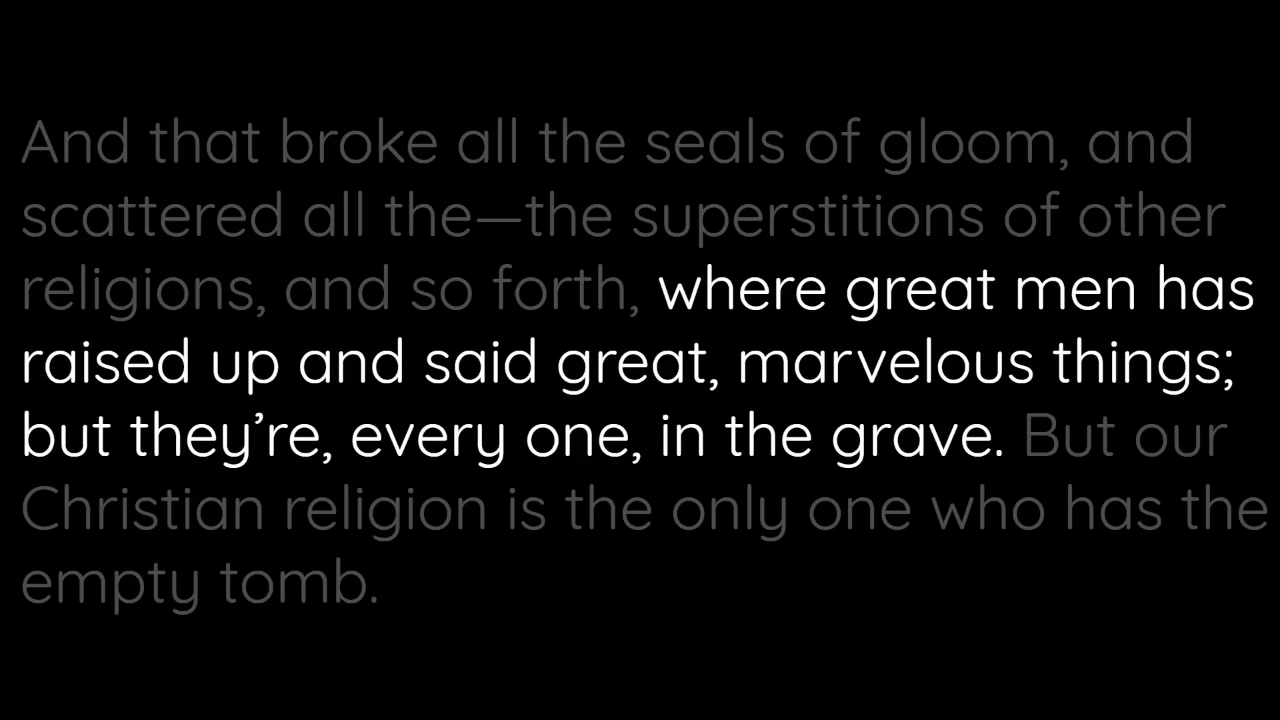 And that broke all the seals of gloom, and
scattered all the—the superstitions of other
religions, and so forth, where great men has
raised up and said great, marvelous things;
but they’re, every one, in the grave. But our
Christian religion is the only one who has the
empty tomb.